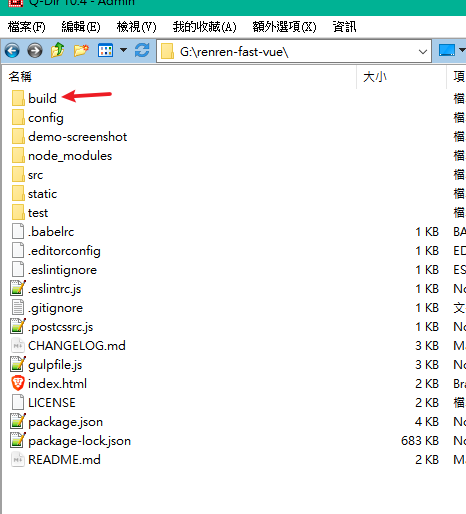 Q-Dir 10.4 - Admin
檔案(F) 編輯(E) 檢視(B) 我的收藏(A) 額外選項(X) 資訊
G:\renren-fast-vue\
名稱 大小 項
build 檔
config 檔
demo-screenshot 檔
node_modules 檔
src 檔
static 檔
test 檔
.babelrc 1 KB BA
.editorconfig 1 KB ED
.eslintignore 1 KB ES
.eslintrc.js 1 KB No
.gitignore 1 KB 文
.postcssrc.js 1 KB No
CHANGELOG.md 3 KB Ma
gulpfile.js 3 KB No
index.html 2 KB Bra
LICENSE 2 KB 檔
package.json 4 KB No
package-lock.json 683 KB No
README.md 2 KB Ma